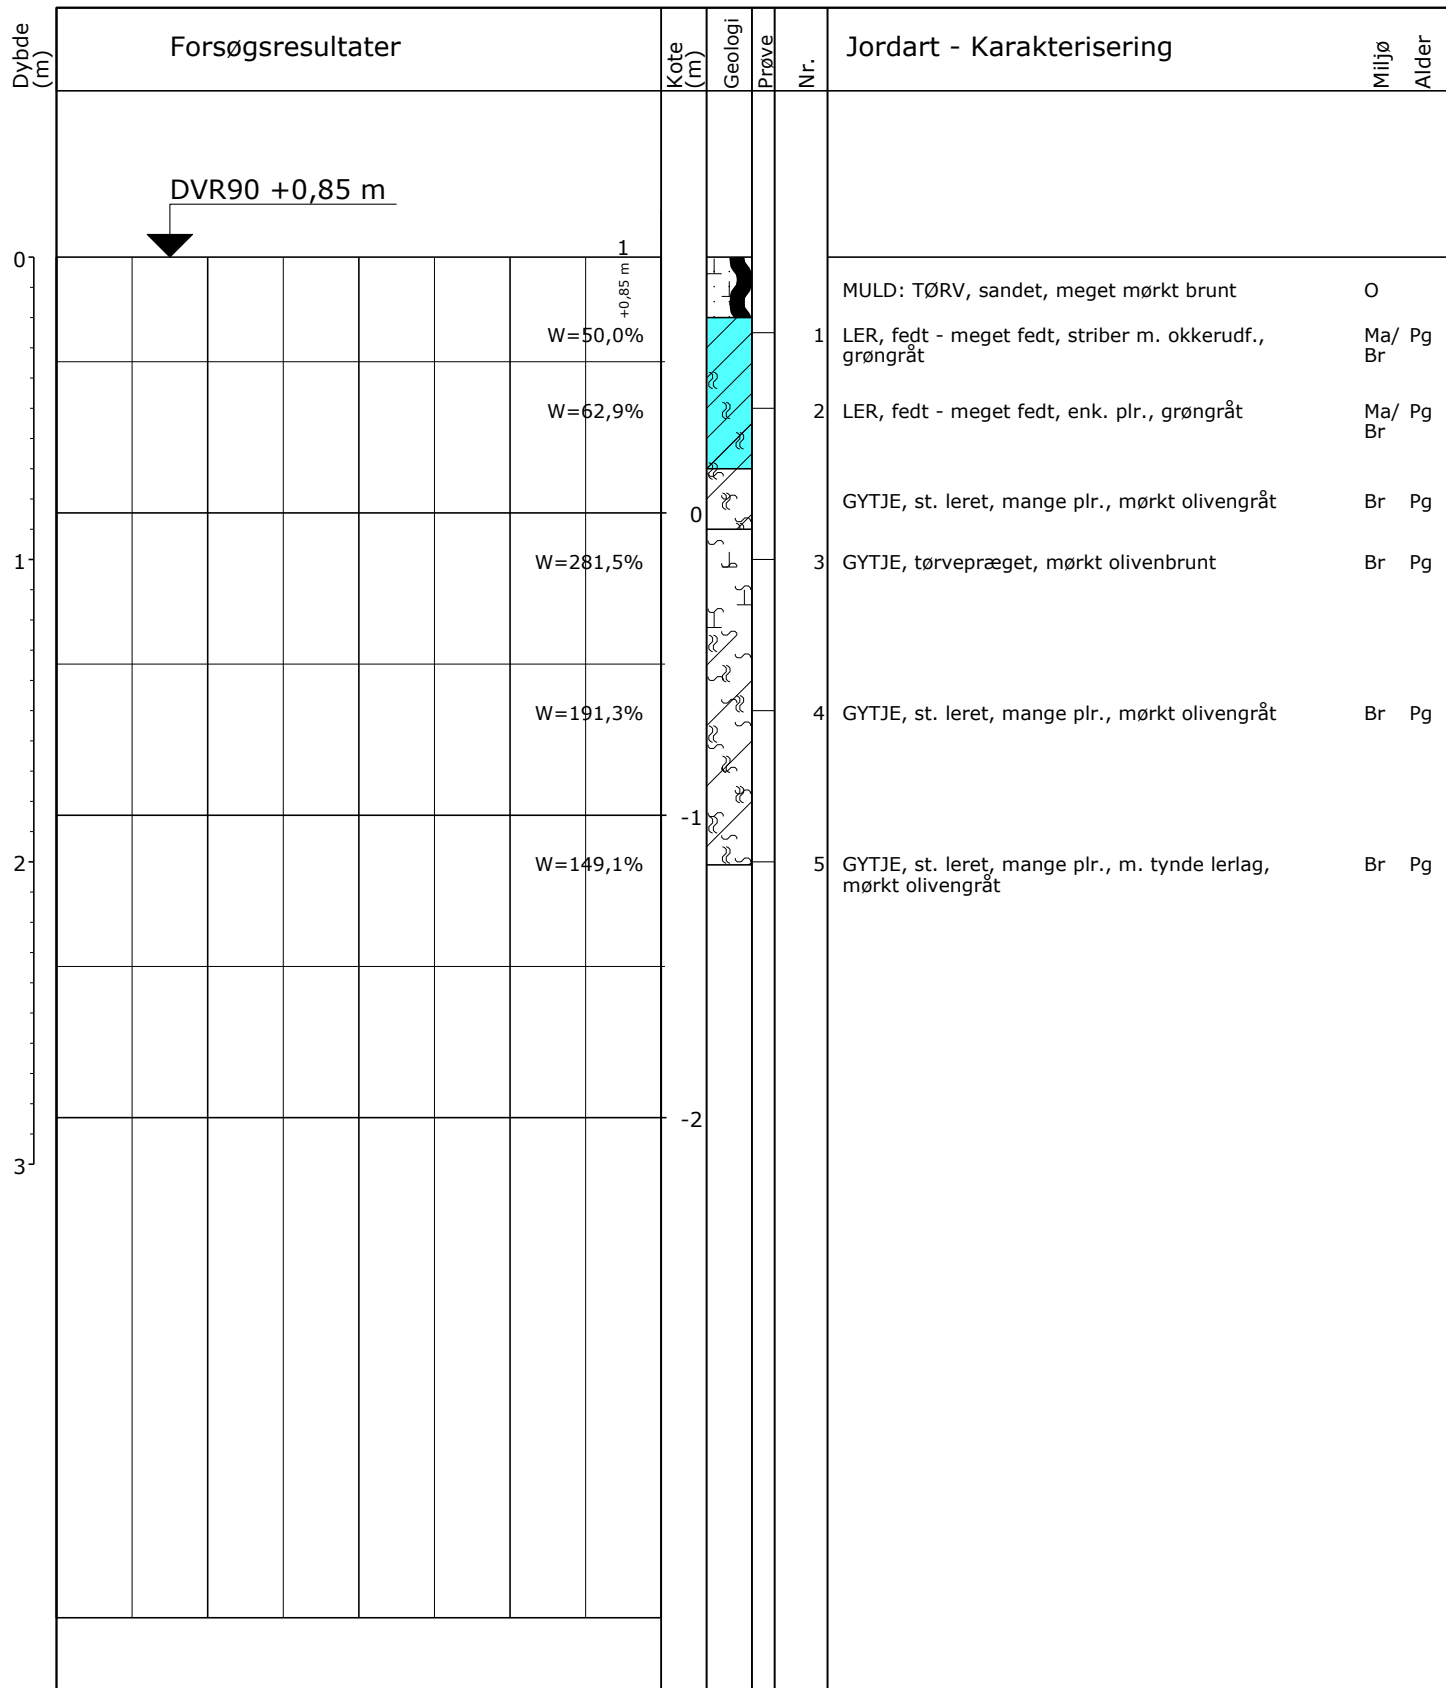 Dybde
(m)
Forsøgsresultater
Kote
(m)
Geologi
Prøve
Nr.
Jordart - Karakterisering
Miljø
Alder
DVR90 +0,85 m
1
+0,85 m
0
MULD: TØRV, sandet, meget mørkt brunt O
W=50,0% 1 LER, fedt - meget fedt, striber m. okkerudf., Ma/ Pg
grøngråt Br
W=62,9% 2 LER, fedt - meget fedt, enk. plr., grøngråt Ma/ Pg
Br
GYTJE, st. leret, mange plr., mørkt olivengråt Br Pg
0
1 W=281,5% 3 GYTJE, tørvepræget, mørkt olivenbrunt Br Pg
W=191,3% 4 GYTJE, st. leret, mange plr., mørkt olivengråt Br Pg
-1
2 W=149,1% 5 GYTJE, st. leret, mange plr., m. tynde lerlag, Br Pg
mørkt olivengråt
-2
3